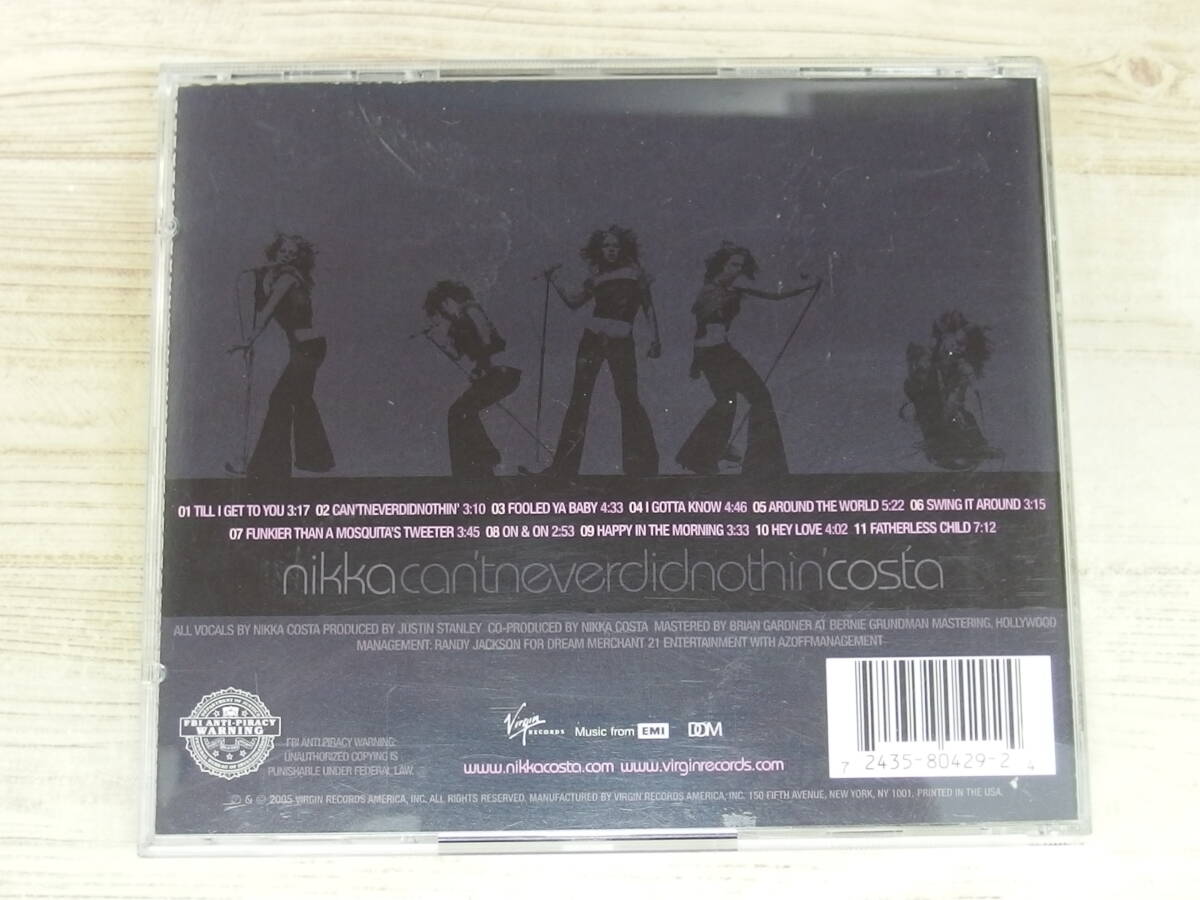 01 TILL I GET TO YOU 3:17 02 CAN'TNEVERDIDNOTHIN' 3:10 03 FOOLED YA BABY 4:33 04 I GOTTA KNOW 4:46 05 AROUND THE WORLD 5:22 06 SWING IT AROUND 3:15
07 FUNKIER THAN A MOSQUITA'S TWEETER 3:45 08 ON & ON 2:53 09 HAPPY IN THE MORNING 3:33 10 HEY LOVE 4:02 11 FATHERLESS CHILD 7:12
nikkacan'tneverdidnothin'costa
ALL VOCALS BY NIKKA COSTA PRODUCED BY JUSTIN STANLEY CO-PRODUCED BY NIKKA COSTA MASTERED BY BRIAN GARDNER AT BERNIE GRUNDMAN MASTERING, HOLLYWOOD
MANAGEMENT: RANDY JACKSON FOR DREAM MERCHANT 21 ENTERTAINMENT WITH AZOFFMANAGEMENT
FBI ANTI-PIRACY
WARNING
FBI ANTI-PIRACY WARNING:
UNAUTHORIZED COPYING IS
PUNISHABLE UNDER FEDERAL LAW.
Virgin
RECORDS
Music from EMI
DDM
www.nikkacosta.com www.virginrecords.com
7 24358-0429-2 4
℗ & © 2005 VIRGIN RECORDS AMERICA, INC. ALL RIGHTS RESERVED. MANUFACTURED BY VIRGIN RECORDS AMERICA, INC. 150 FIFTH AVENUE, NEW YORK, NY 1001. PRINTED IN THE USA.